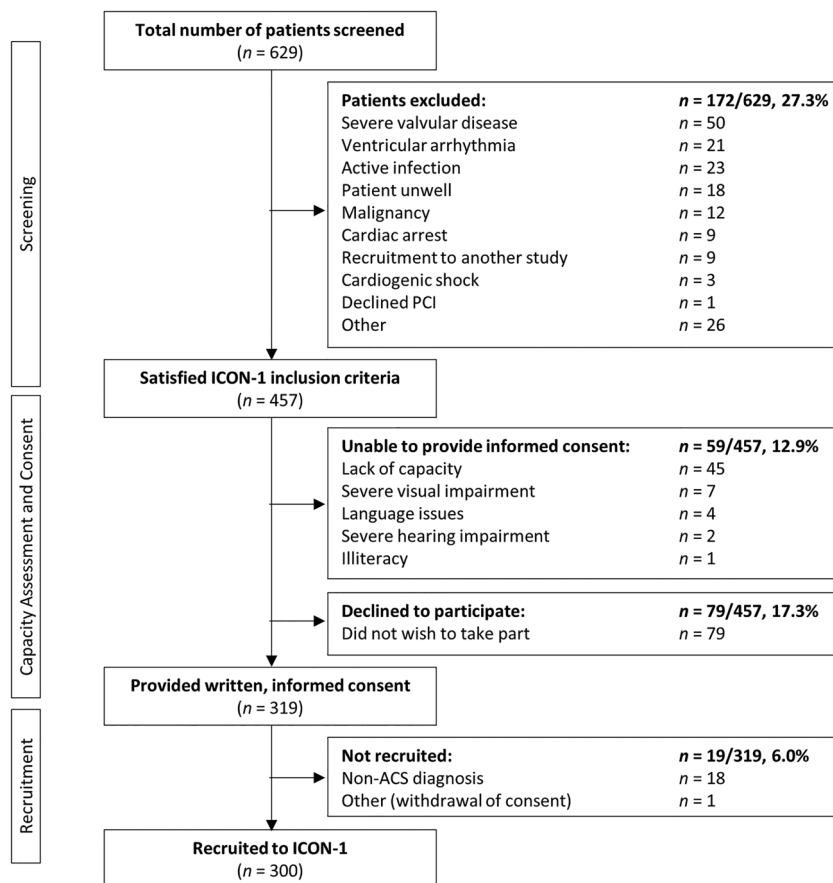 Total number of patients screened
(n = 629)
Screening
Patients excluded: n = 172/629, 27.3%
Severe valvular disease n = 50
Ventricular arrhythmia n = 21
Active infection n = 23
Patient unwell n = 18
Malignancy n = 12
Cardiac arrest n = 9
Recruitment to another study n = 9
Cardiogenic shock n = 3
Declined PCI n = 1
Other n = 26
Satisfied ICON-1 inclusion criteria
(n = 457)
Capacity Assessment and Consent
Unable to provide informed consent: n = 59/457, 12.9%
Lack of capacity n = 45
Severe visual impairment n = 7
Language issues n = 4
Severe hearing impairment n = 2
Illiteracy n = 1
Declined to participate: n = 79/457, 17.3%
Did not wish to take part n = 79
Provided written, informed consent
(n = 319)
Recruitment
Not recruited: n = 19/319, 6.0%
Non-ACS diagnosis n = 18
Other (withdrawal of consent) n = 1
Recruited to ICON-1
(n = 300)